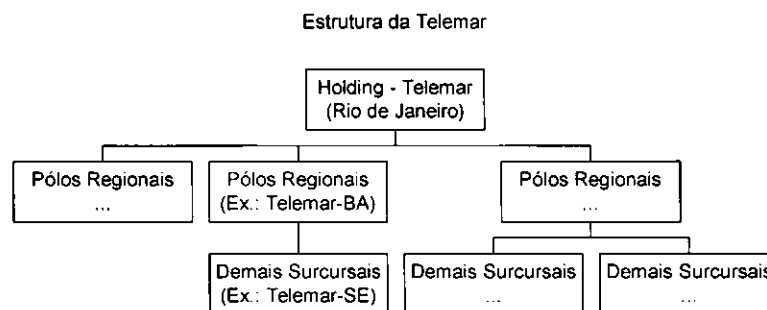 Estrutura da Telemar
Holding - Telemar
(Rio de Janeiro)
Pólos Regionais
...
Pólos Regionais
(Ex.: Telemar-BA)
Pólos Regionais
...
Demais Surcursais
(Ex.: Telemar-SE)
Demais Surcursais
...
Demais Surcursais
...